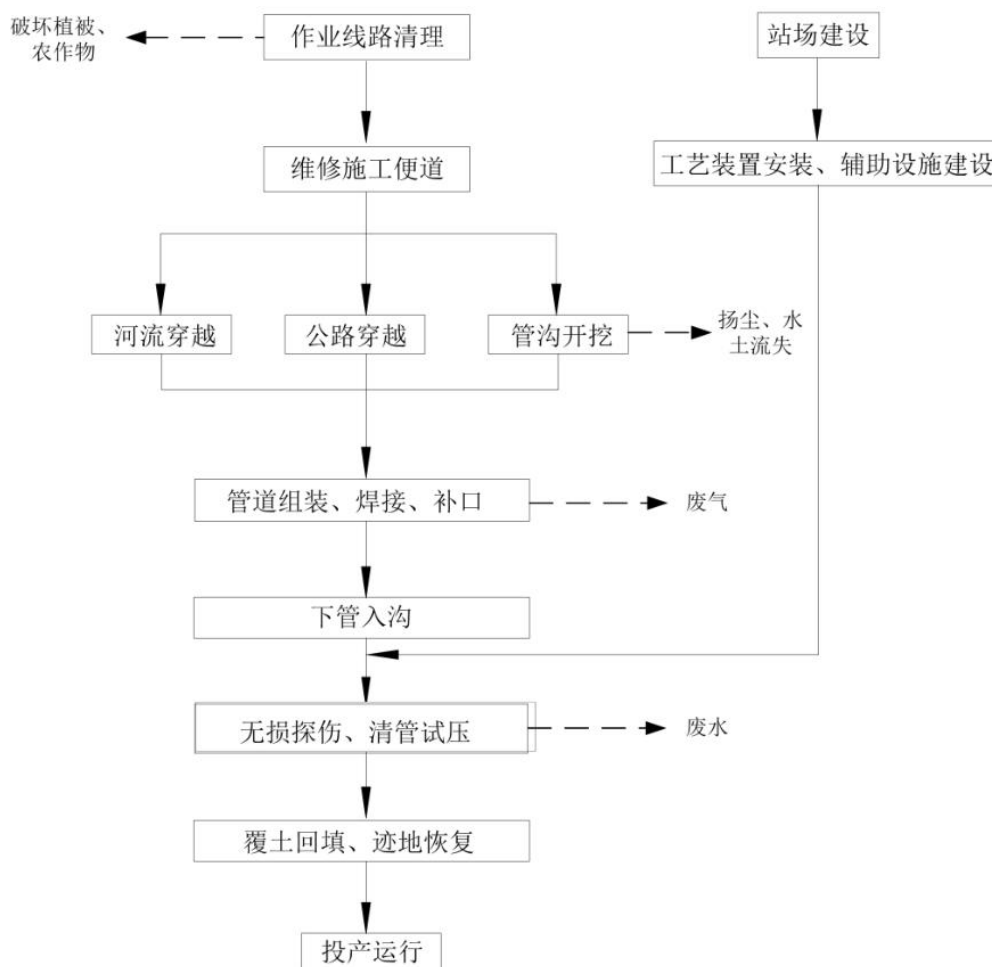 破坏植被、
农作物
作业线路清理
站场建设
维修施工便道
工艺装置安装、辅助设施建设
河流穿越
公路穿越
管沟开挖
扬尘、水
土流失
管道组装、焊接、补口
废气
下管入沟
无损探伤、清管试压
废水
覆土回填、迹地恢复
投产运行